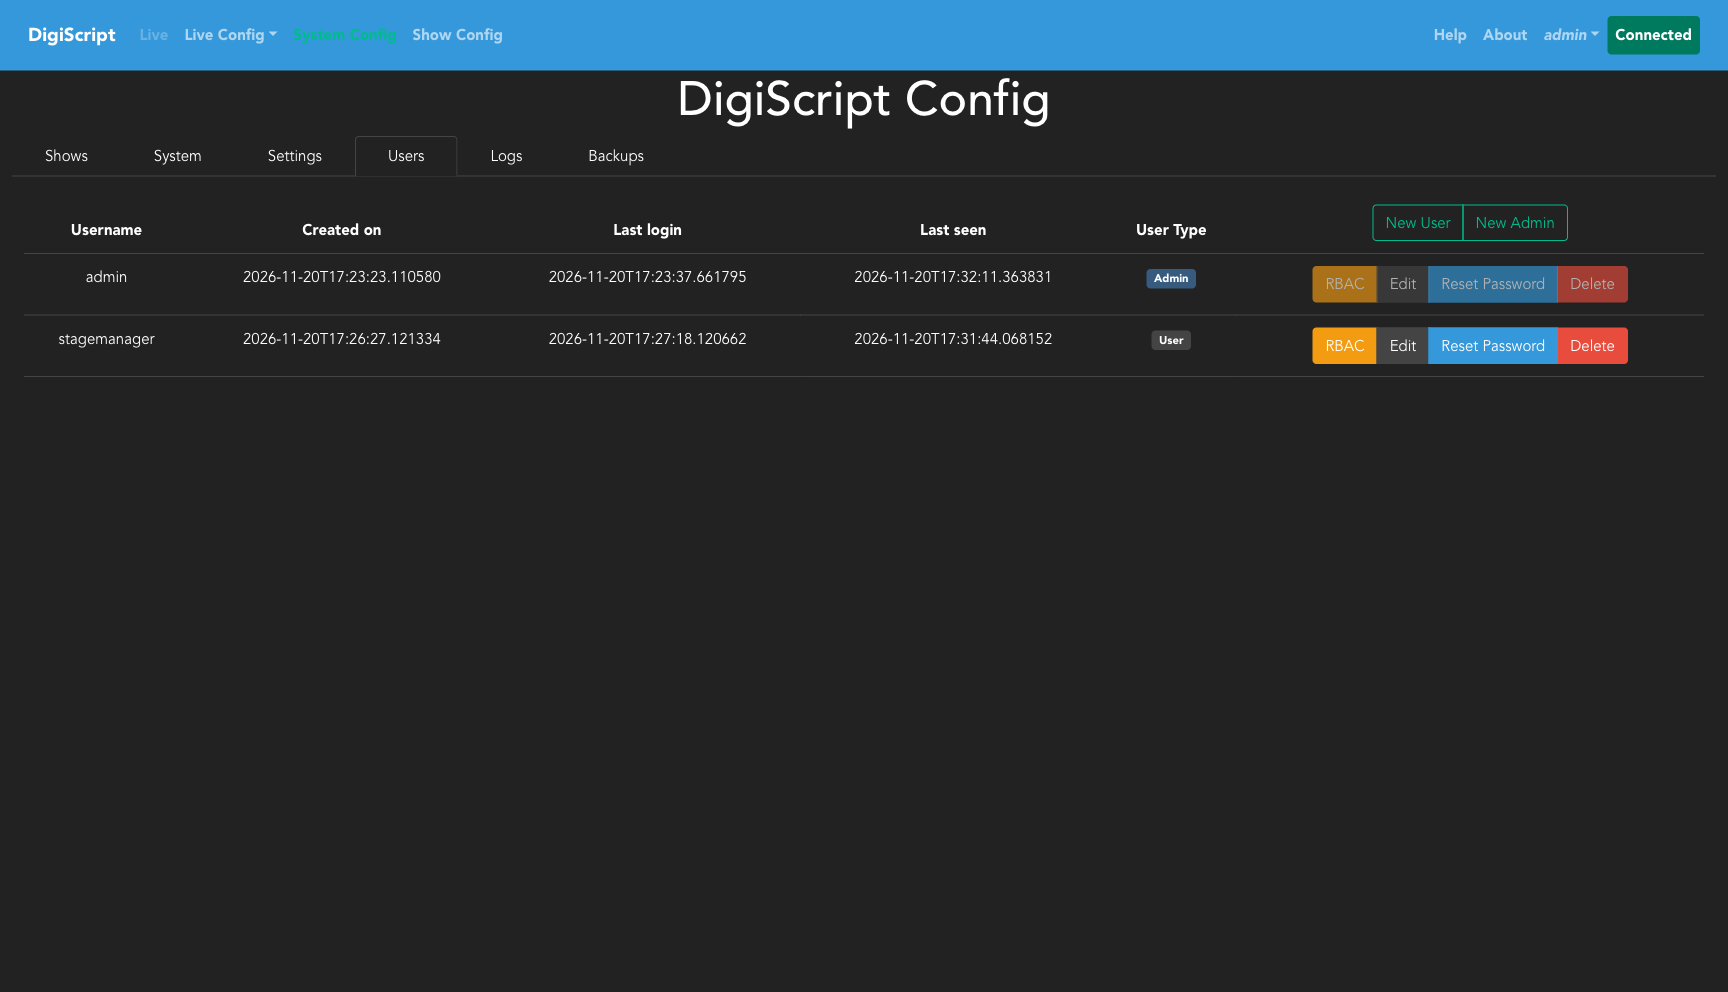 DigiScript Live Live Config System Config Show Config Help About admin Connected
DigiScript Config
Shows System Settings Users Logs Backups
Username Created on Last login Last seen User Type New User New Admin
admin 2026-11-20T17:23:23.110580 2026-11-20T17:23:37.661795 2026-11-20T17:32:11.363831 Admin RBAC Edit Reset Password Delete
stagemanager 2026-11-20T17:26:27.121334 2026-11-20T17:27:18.120662 2026-11-20T17:31:44.068152 User RBAC Edit Reset Password Delete